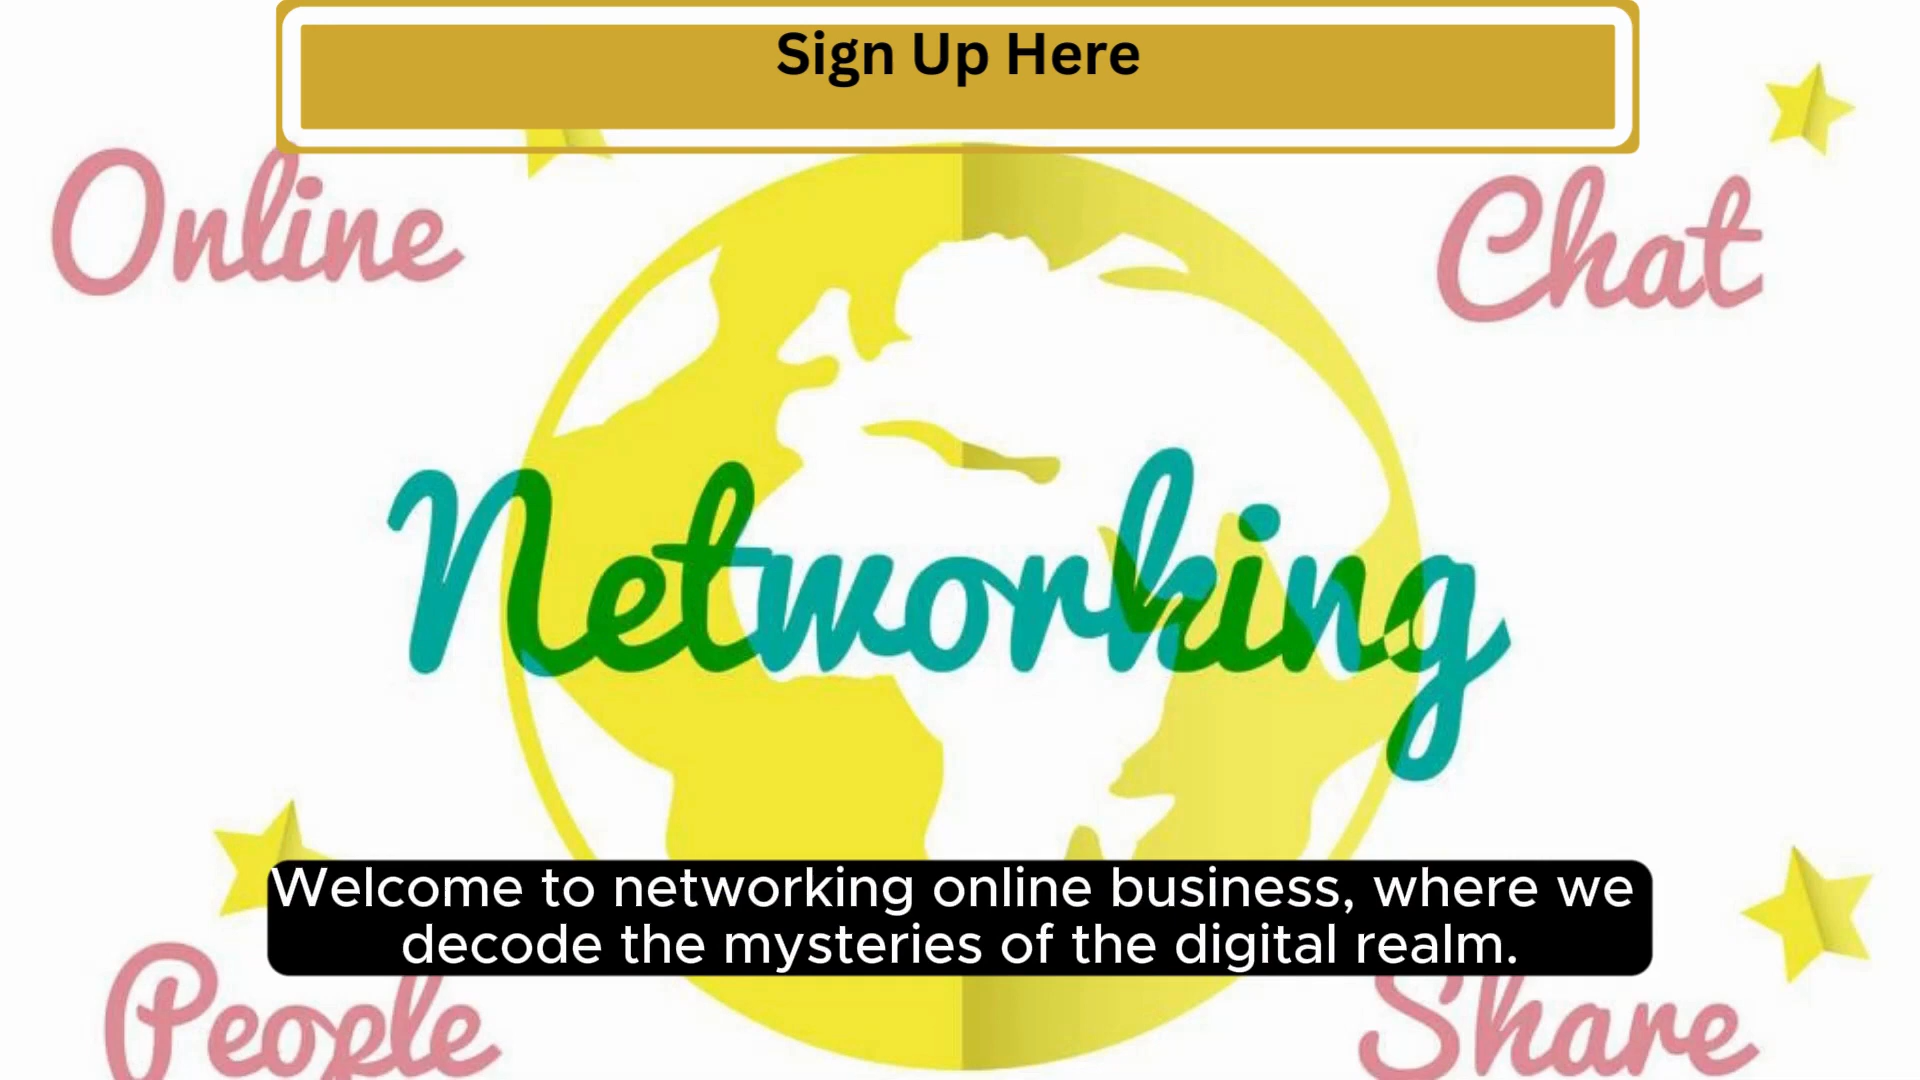 Sign Up Here
Online
Chat
Networking
Welcome to networking online business, where we
decode the mysteries of the digital realm.
People
Share